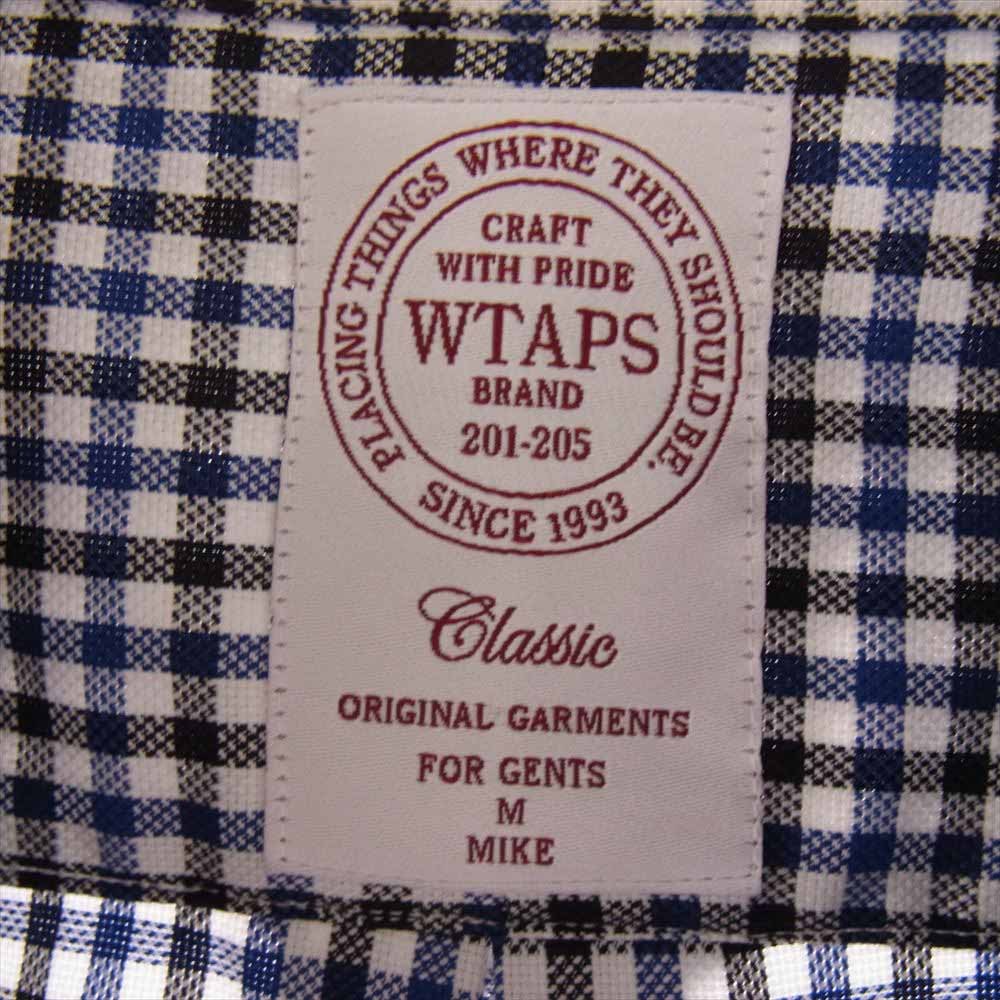 PLACING THINGS WHERE THEY SHOULD BE.
CRAFT
WITH PRIDE
WTAPS
BRAND
201-205
SINCE 1993
Classic
ORIGINAL GARMENTS
FOR GENTS
M
MIKE